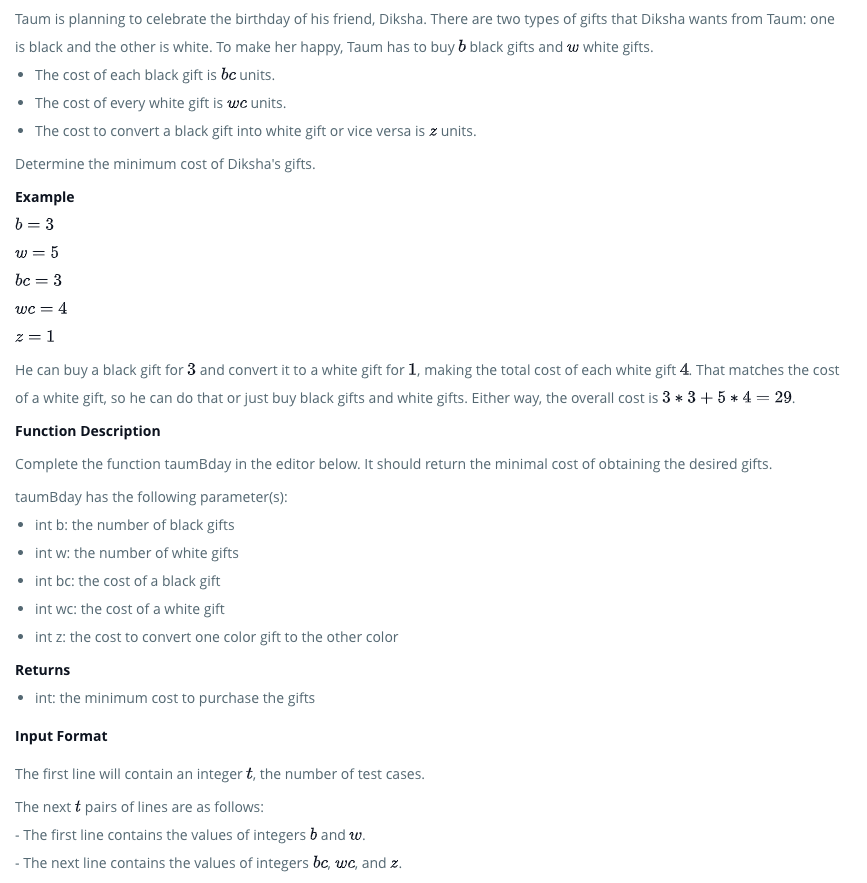 Taum is planning to celebrate the birthday of his friend, Diksha. There are two types of gifts that Diksha wants from Taum: one
is black and the other is white. To make her happy, Taum has to buy b black gifts and w white gifts.
• The cost of each black gift is bc units.
• The cost of every white gift is wc units.
• The cost to convert a black gift into white gift or vice versa is z units.
Determine the minimum cost of Diksha's gifts.
Example
b = 3
w = 5
bc = 3
wc = 4
z = 1
He can buy a black gift for 3 and convert it to a white gift for 1, making the total cost of each white gift 4. That matches the cost
of a white gift, so he can do that or just buy black gifts and white gifts. Either way, the overall cost is 3 * 3 + 5 * 4 = 29.
Function Description
Complete the function taumBday in the editor below. It should return the minimal cost of obtaining the desired gifts.
taumBday has the following parameter(s):
• int b: the number of black gifts
• int w: the number of white gifts
• int bc: the cost of a black gift
• int wc: the cost of a white gift
• int z: the cost to convert one color gift to the other color
Returns
• int: the minimum cost to purchase the gifts
Input Format
The first line will contain an integer t, the number of test cases.
The next t pairs of lines are as follows:
- The first line contains the values of integers b and w.
- The next line contains the values of integers bc, wc, and z.